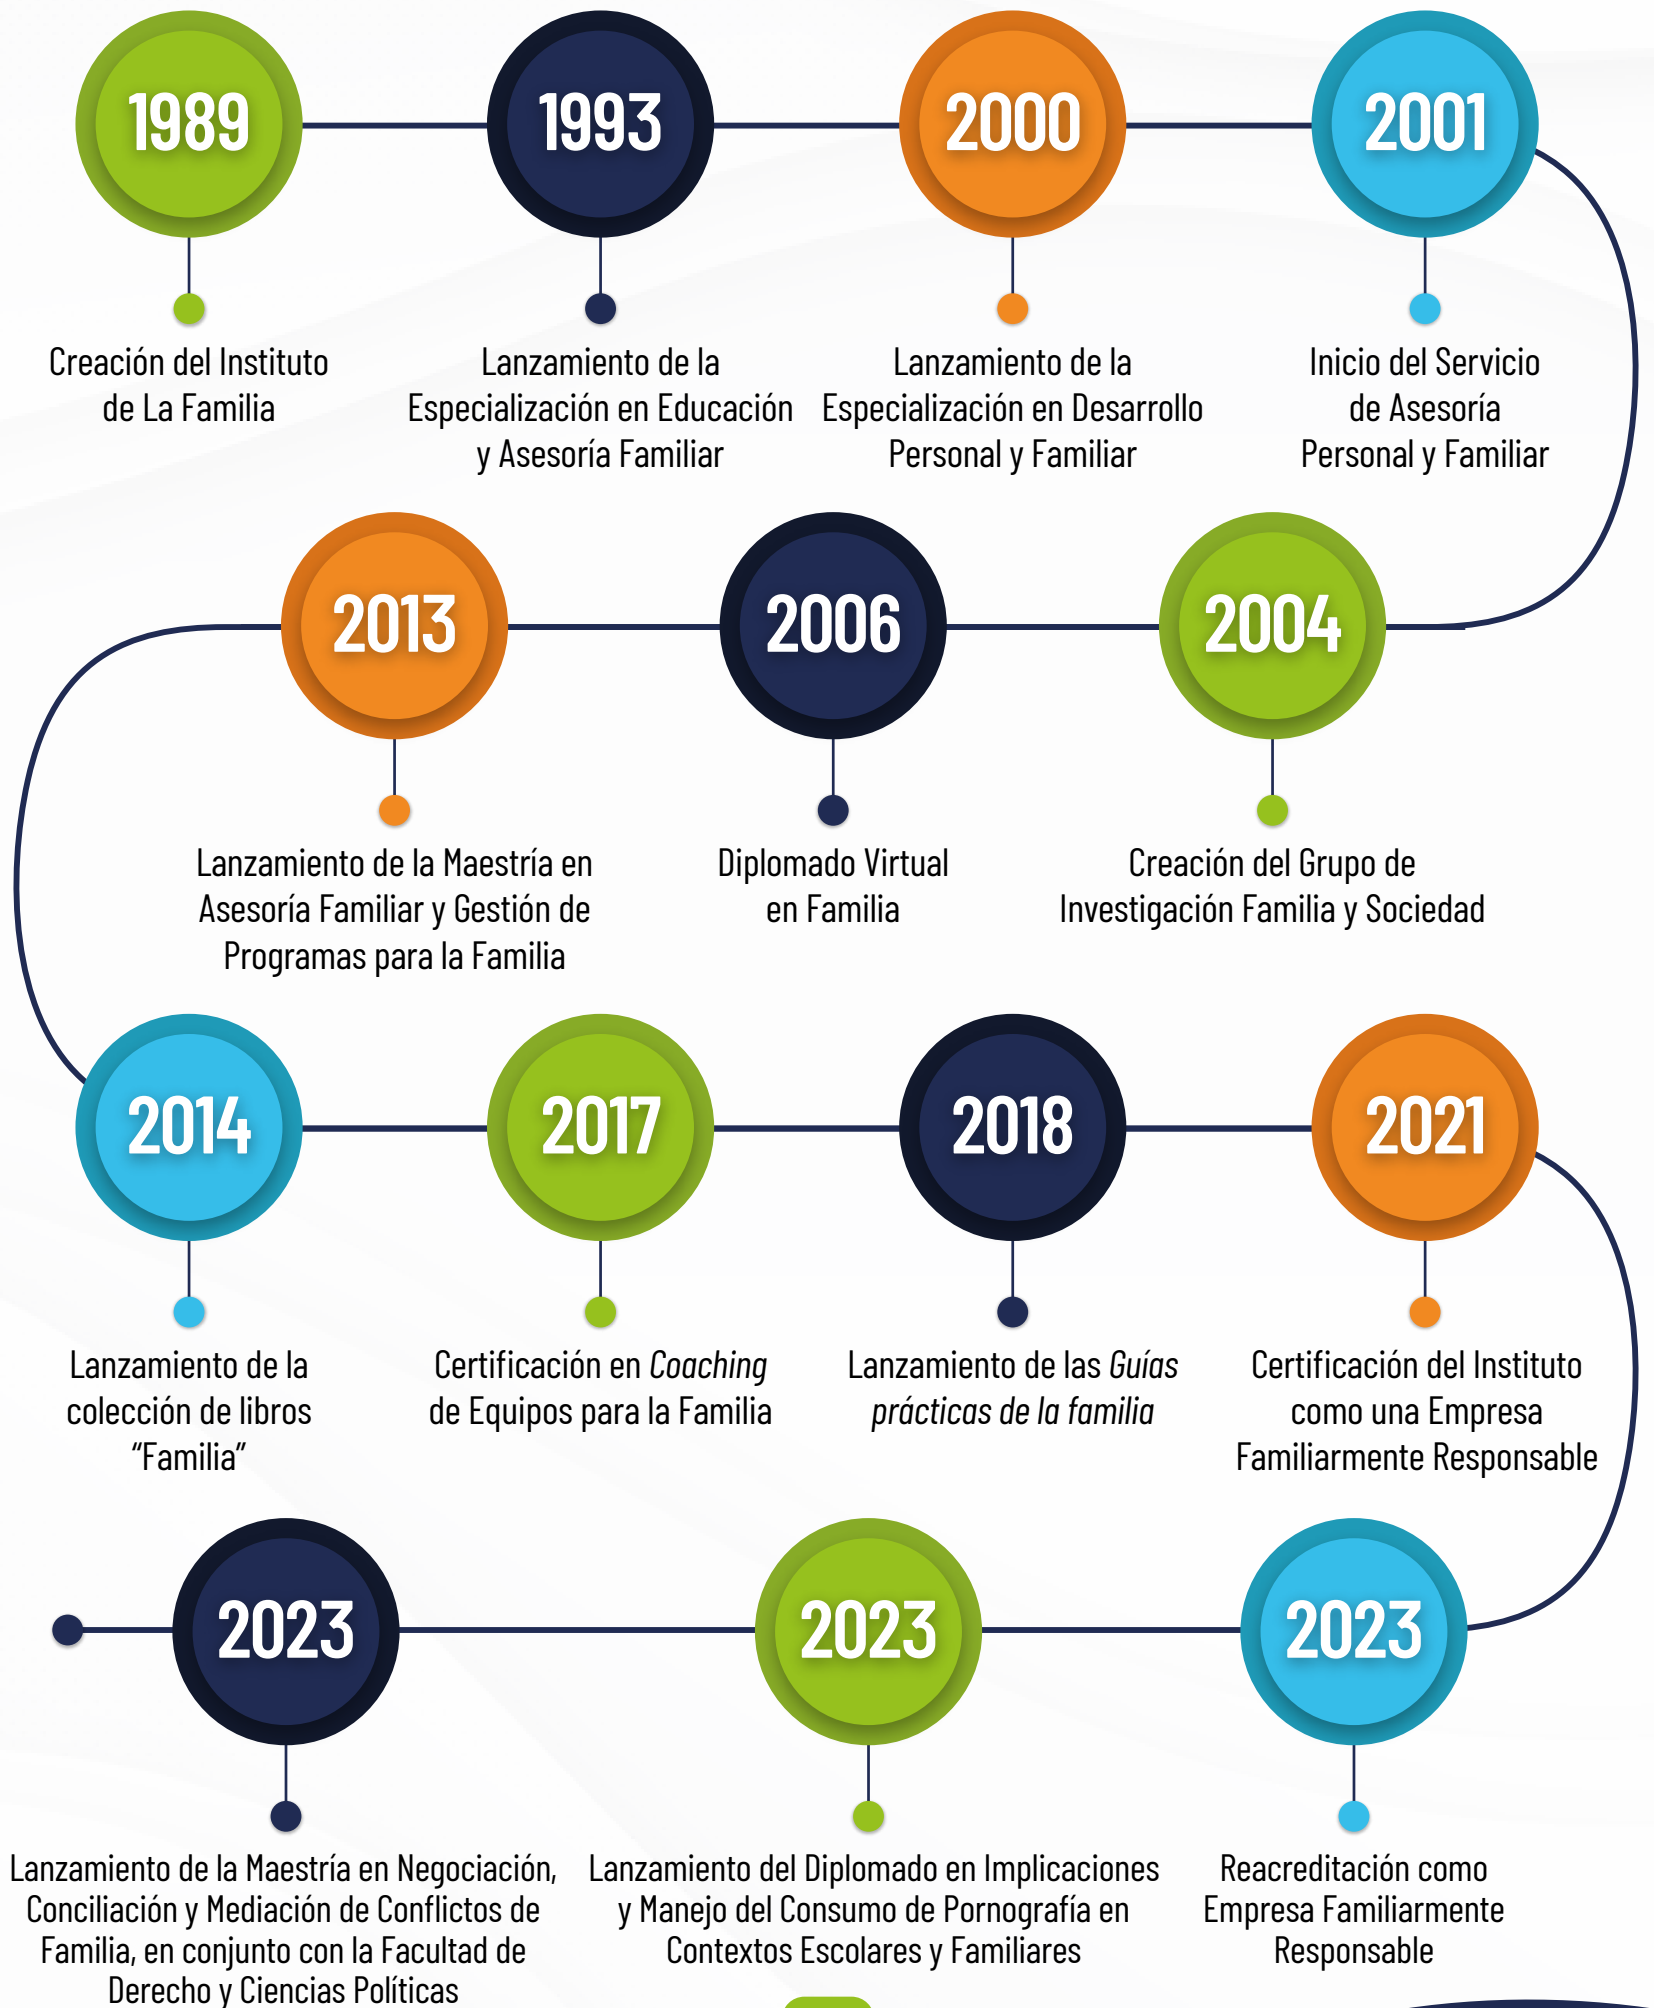 1989
Creación del Instituto
de La Familia
1993
Lanzamiento de la
Especialización en Educación
y Asesoría Familiar
2000
Lanzamiento de la
Especialización en Desarrollo
Personal y Familiar
2001
Inicio del Servicio
de Asesoría
Personal y Familiar
2004
Creación del Grupo de
Investigación Familia y Sociedad
2006
Diplomado Virtual
en Familia
2013
Lanzamiento de la Maestría en
Asesoría Familiar y Gestión de
Programas para la Familia
2014
Lanzamiento de la
colección de libros
“Familia”
2017
Certificación en Coaching
de Equipos para la Familia
2018
Lanzamiento de las Guías
prácticas de la familia
2021
Certificación del Instituto
como una Empresa
Familiarmente Responsable
2023
Reacreditación como
Empresa Familiarmente
Responsable
2023
Lanzamiento del Diplomado en Implicaciones
y Manejo del Consumo de Pornografía en
Contextos Escolares y Familiares
2023
Lanzamiento de la Maestría en Negociación,
Conciliación y Mediación de Conflictos de
Familia, en conjunto con la Facultad de
Derecho y Ciencias Políticas